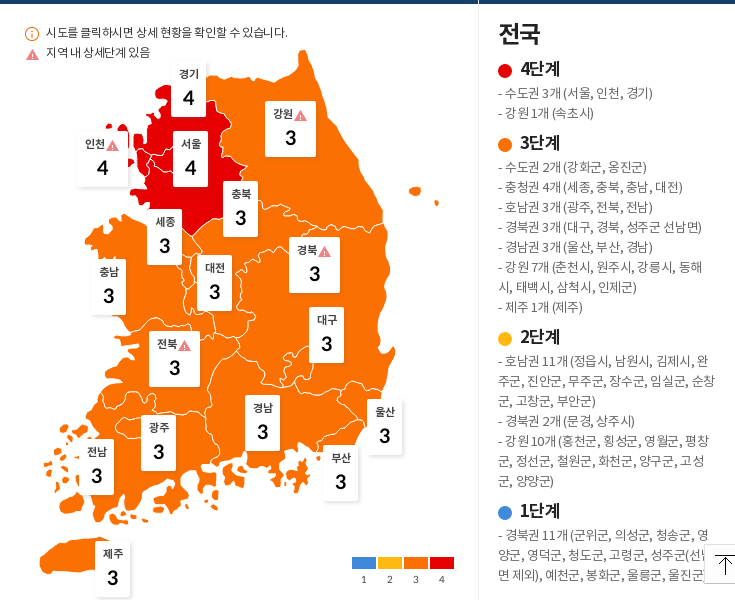 시도를 클릭하시면 상세 현황을 확인할 수 있습니다.
지역 내 상세단계 있음
경기
4
강원
3
인천
4
서울
4
충북
3
세종
3
경북
3
대전
3
충남
3
대구
3
전북
3
경남
3
울산
3
광주
3
전남
3
부산
3
제주
3
1 2 3 4
전국
4단계
- 수도권 3개 (서울, 인천, 경기)
- 강원 1개 (속초시)
3단계
- 수도권 2개 (강화군, 옹진군)
- 충청권 4개 (세종, 충북, 충남, 대전)
- 호남권 3개 (광주, 전북, 전남)
- 경북권 3개 (대구, 경북, 성주군 선남면)
- 경남권 3개 (울산, 부산, 경남)
- 강원 7개 (춘천시, 원주시, 강릉시, 동해
시, 태백시, 삼척시, 인제군)
- 제주 1개 (제주)
2단계
- 호남권 11개 (정읍시, 남원시, 김제시, 완
주군, 진안군, 무주군, 장수군, 임실군, 순창
군, 고창군, 부안군)
- 경북권 2개 (문경, 상주시)
- 강원 10개 (홍천군, 횡성군, 영월군, 평창
군, 정선군, 철원군, 화천군, 양구군, 고성
군, 양양군)
1단계
- 경북권 11개 (군위군, 의성군, 청송군, 영
양군, 영덕군, 청도군, 고령군, 성주군(선남
면 제외), 예천군, 봉화군, 울릉군, 울진군)